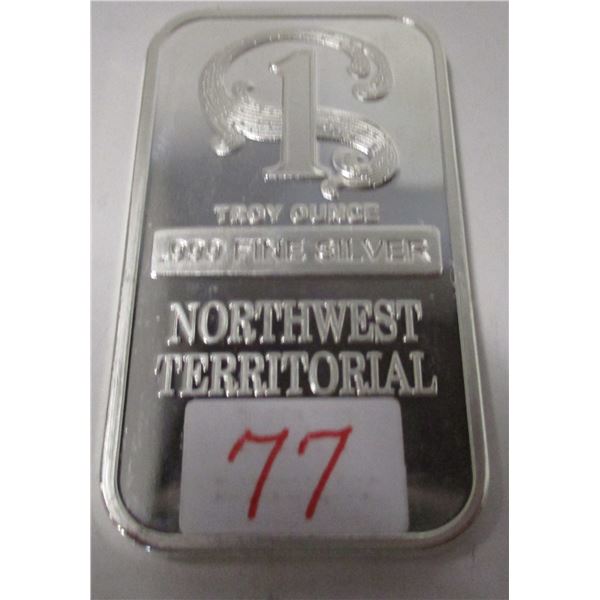 1
TROY OUNCE
.999 FINE SILVER
NORTHWEST
TERRITORIAL
77